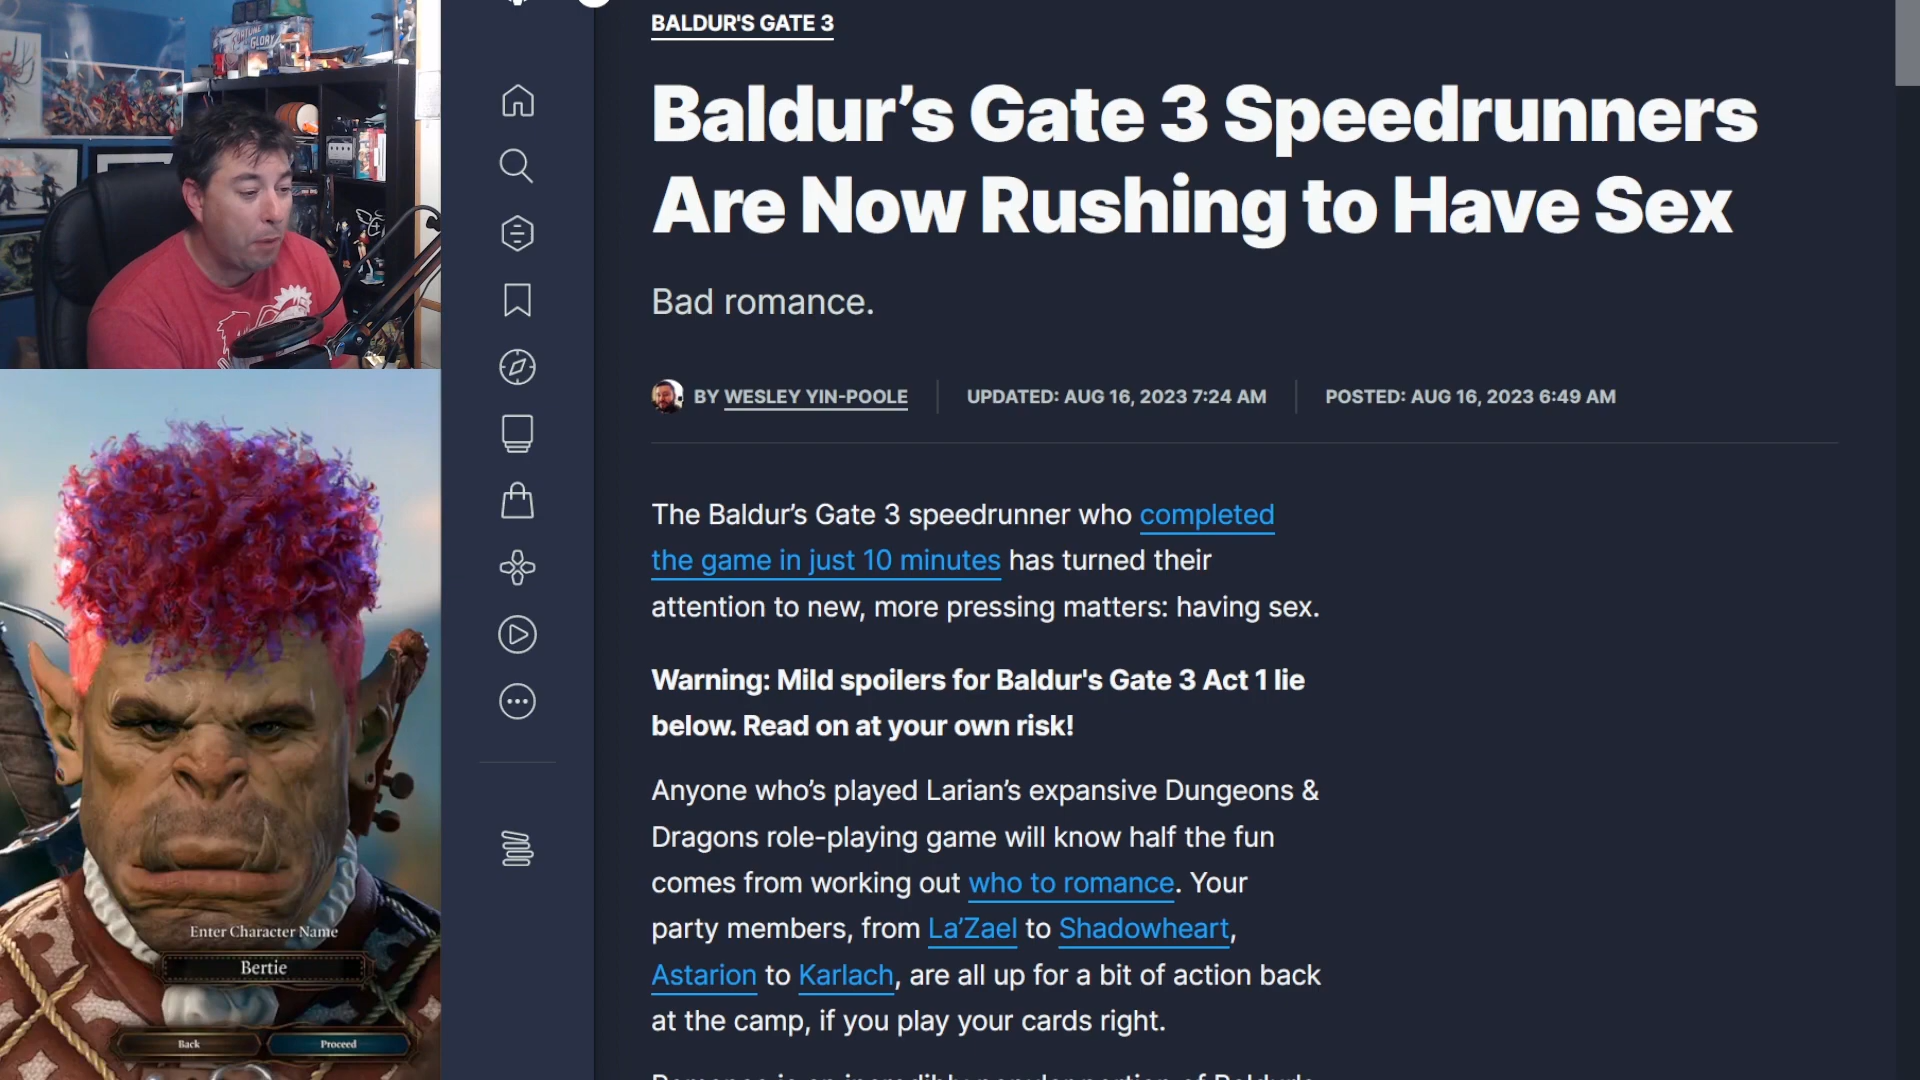 FORTUNE
GLORY
Enter Character Name
Bertie
Back
Proceed
BALDUR'S GATE 3
Baldur’s Gate 3 Speedrunners
Are Now Rushing to Have Sex
Bad romance.
BY WESLEY YIN-POOLE UPDATED: AUG 16, 2023 7:24 AM POSTED: AUG 16, 2023 6:49 AM
The Baldur’s Gate 3 speedrunner who completed
the game in just 10 minutes has turned their
attention to new, more pressing matters: having sex.
Warning: Mild spoilers for Baldur's Gate 3 Act 1 lie
below. Read on at your own risk!
Anyone who’s played Larian’s expansive Dungeons &
Dragons role-playing game will know half the fun
comes from working out who to romance. Your
party members, from La’Zael to Shadowheart,
Astarion to Karlach, are all up for a bit of action back
at the camp, if you play your cards right.